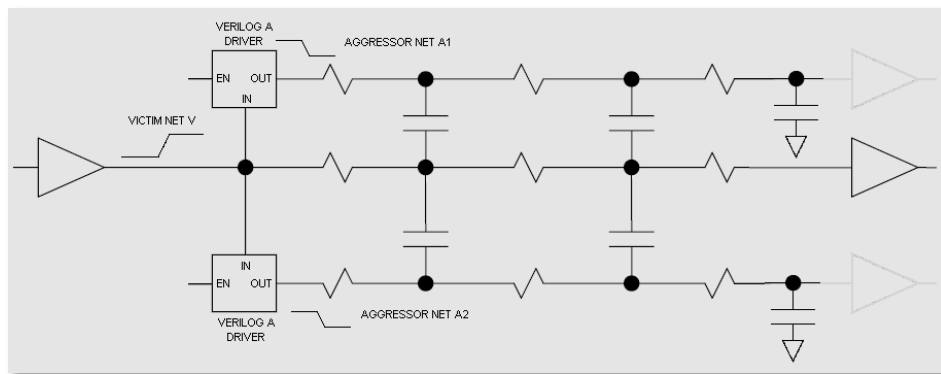 VERILOG A
DRIVER
AGGRESSOR NET A1
EN OUT
IN
VICTIM NET V
IN
EN OUT
VERILOG A
DRIVER
AGGRESSOR NET A2